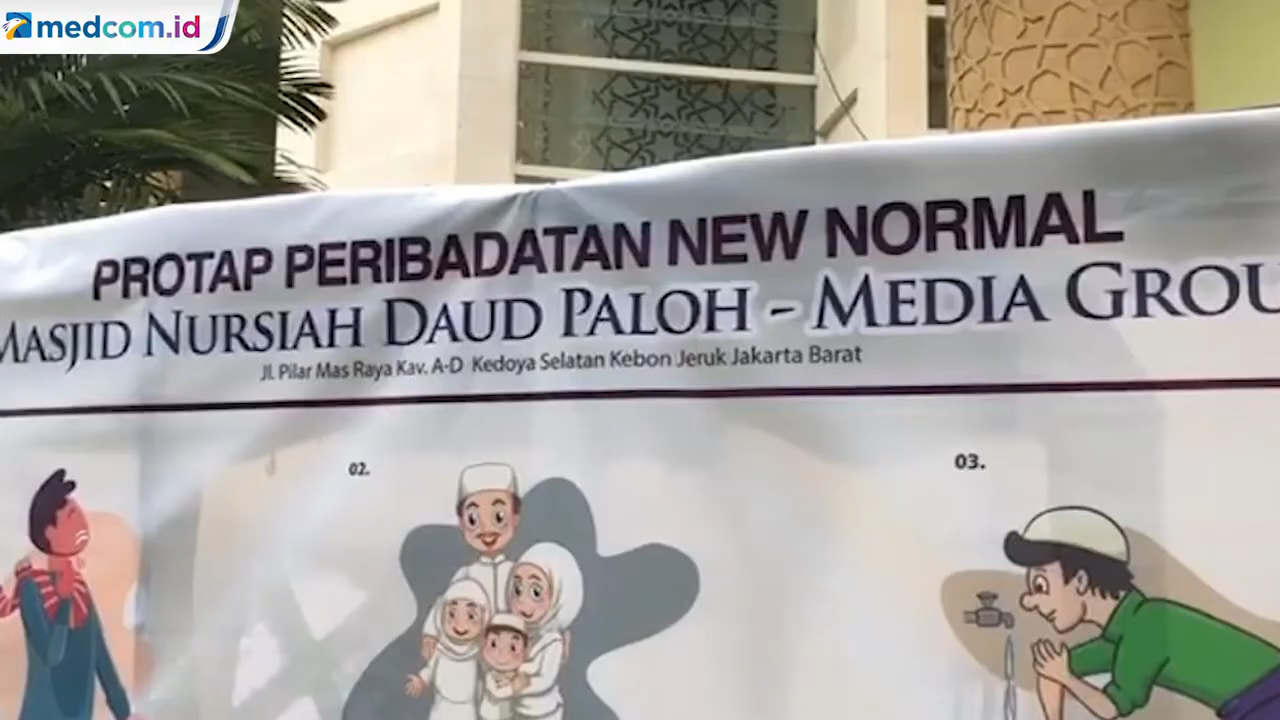 medcom.id
PROTAP PERIBADATAN NEW NORMAL
MASJID NURSIAH DAUD PALOH - MEDIA GROU
Jl. Pilar Mas Raya Kav. A-D Kedoya Selatan Kebon Jeruk Jakarta Barat
02.
03.